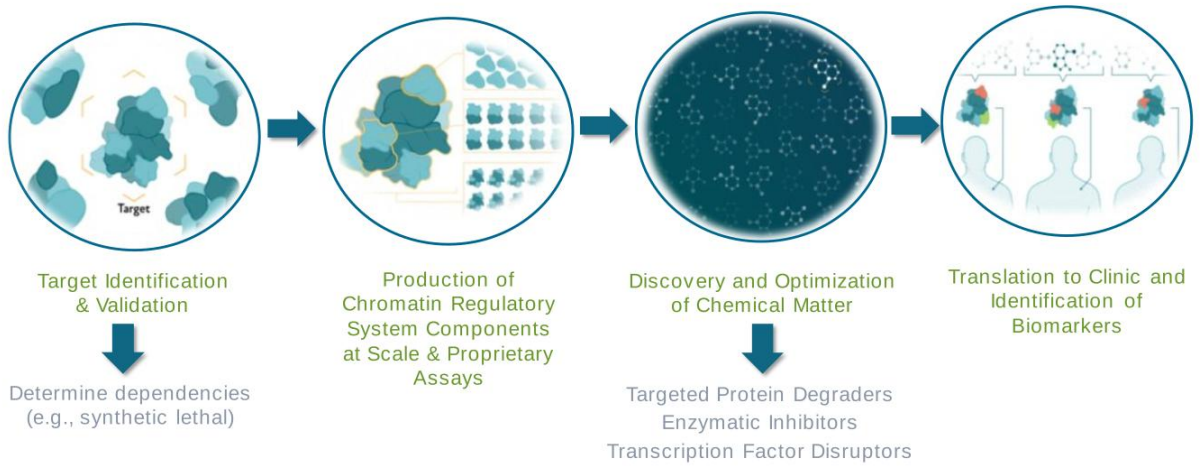 Target
Target Identification
& Validation
Determine dependencies
(e.g., synthetic lethal)
Production of
Chromatin Regulatory
System Components
at Scale & Proprietary
Assays
Discovery and Optimization
of Chemical Matter
Targeted Protein Degraders
Enzymatic Inhibitors
Transcription Factor Disruptors
Translation to Clinic and
Identification of
Biomarkers